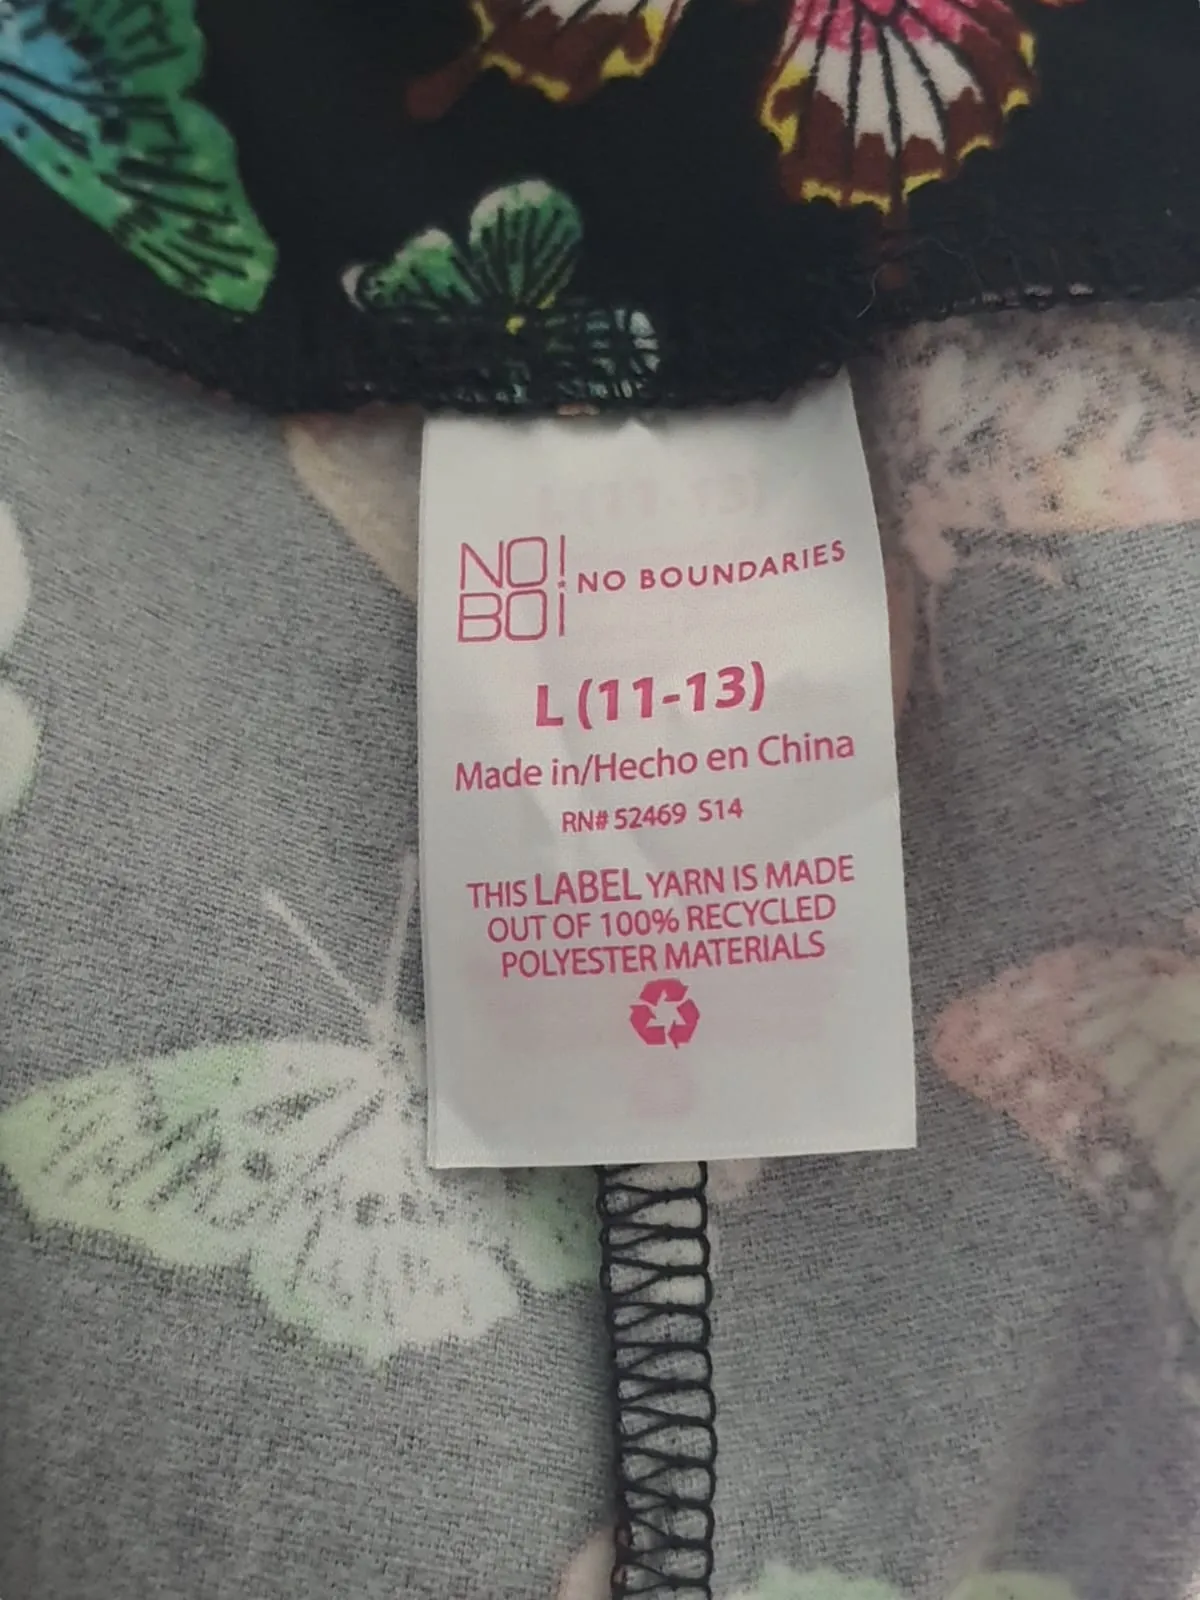 NO!
BO!
NO BOUNDARIES
L (11-13)
Made in/Hecho en China
RN# 52469 S14
THIS LABEL YARN IS MADE
OUT OF 100% RECYCLED
POLYESTER MATERIALS